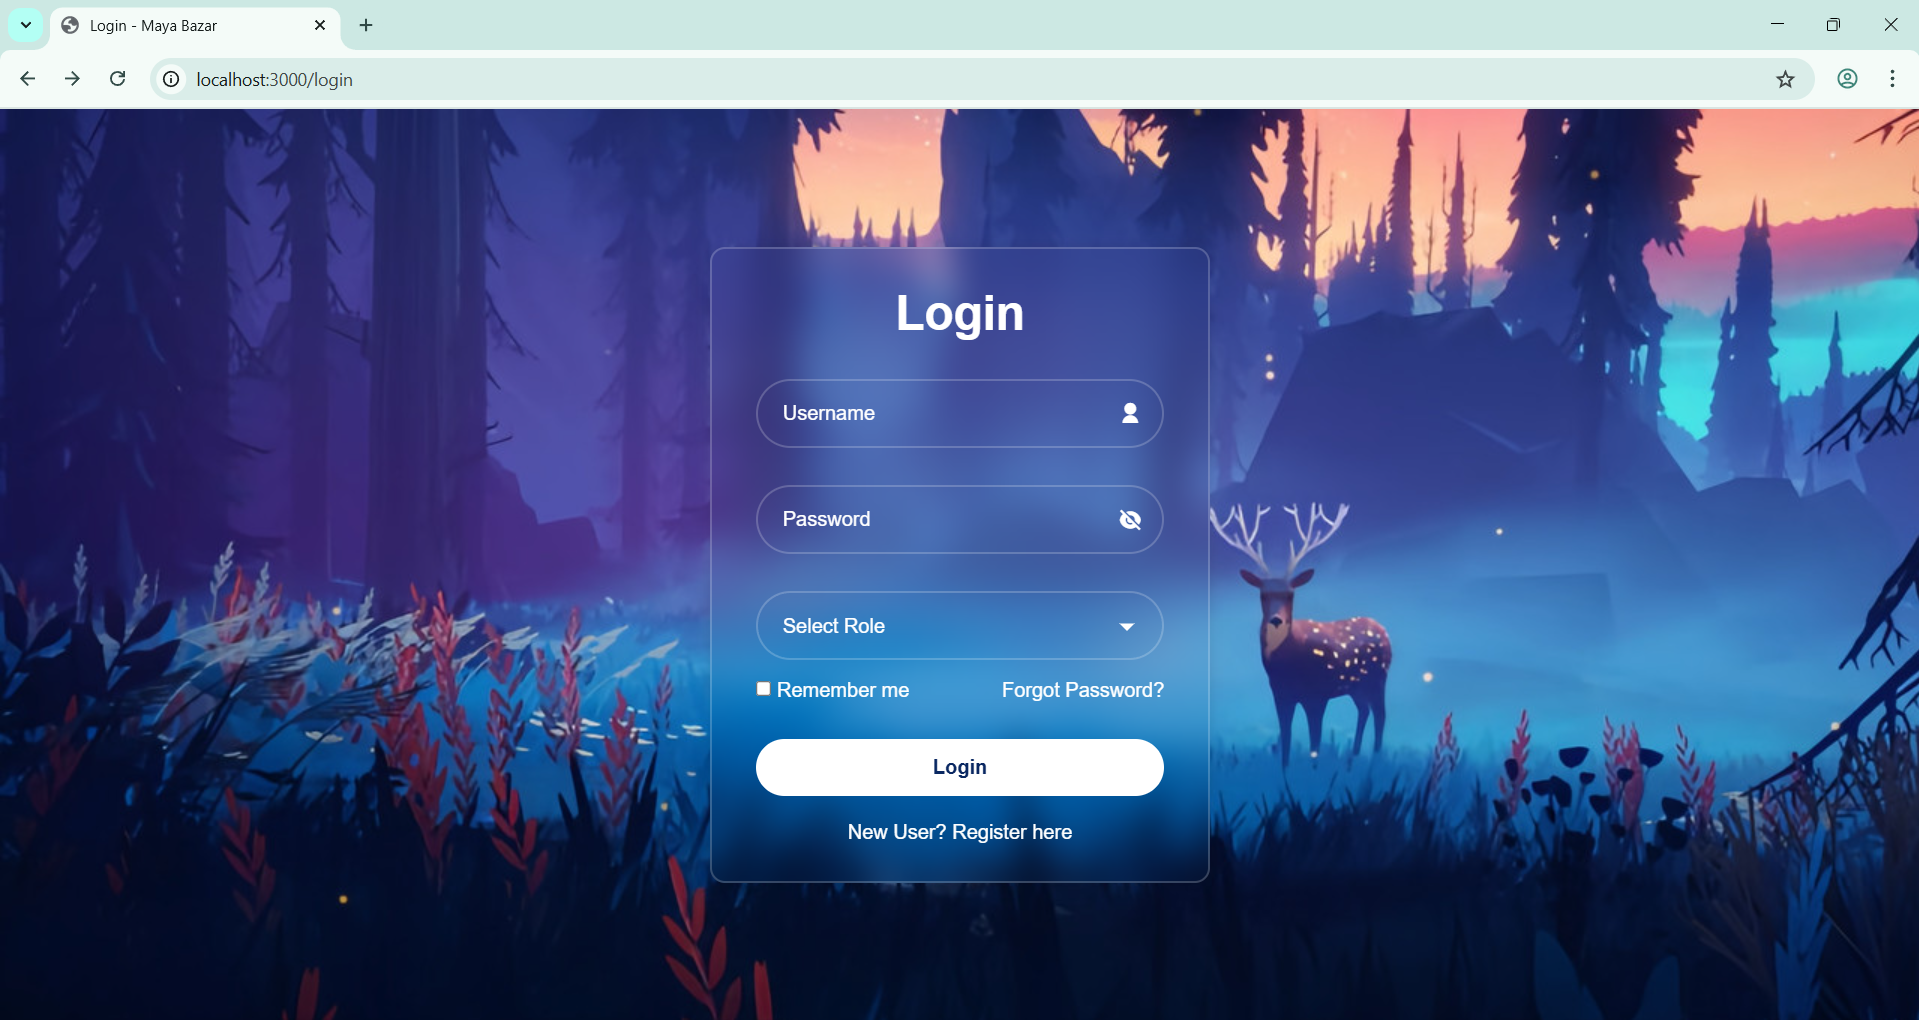 Login - Maya Bazar
localhost:3000/login
Login
Username
Password
Select Role
Remember me Forgot Password?
Login
New User? Register here